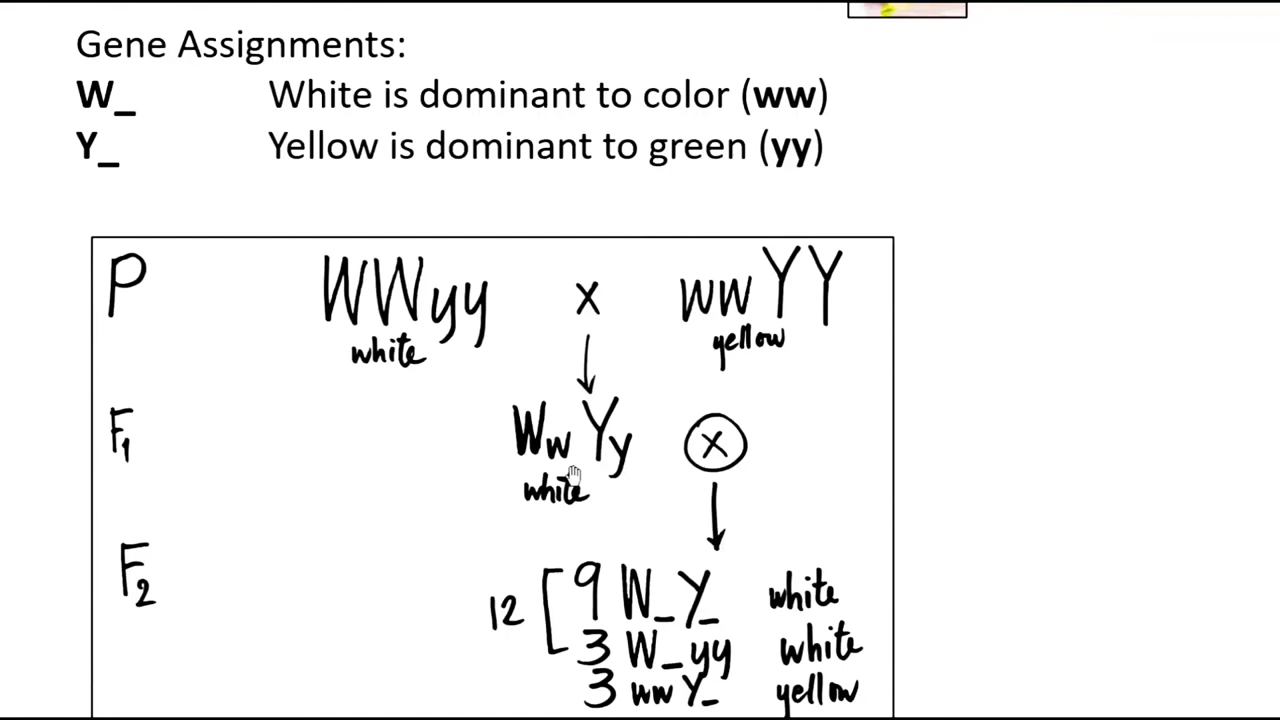 Gene Assignments:
W_ White is dominant to color (ww)
Y_ Yellow is dominant to green (yy)
P WWyy x wwYY
white yellow
F1 WwYy x
white
F2
12 [ 9 W_Y_ white
3 W_yy white
3 wwY_ yellow